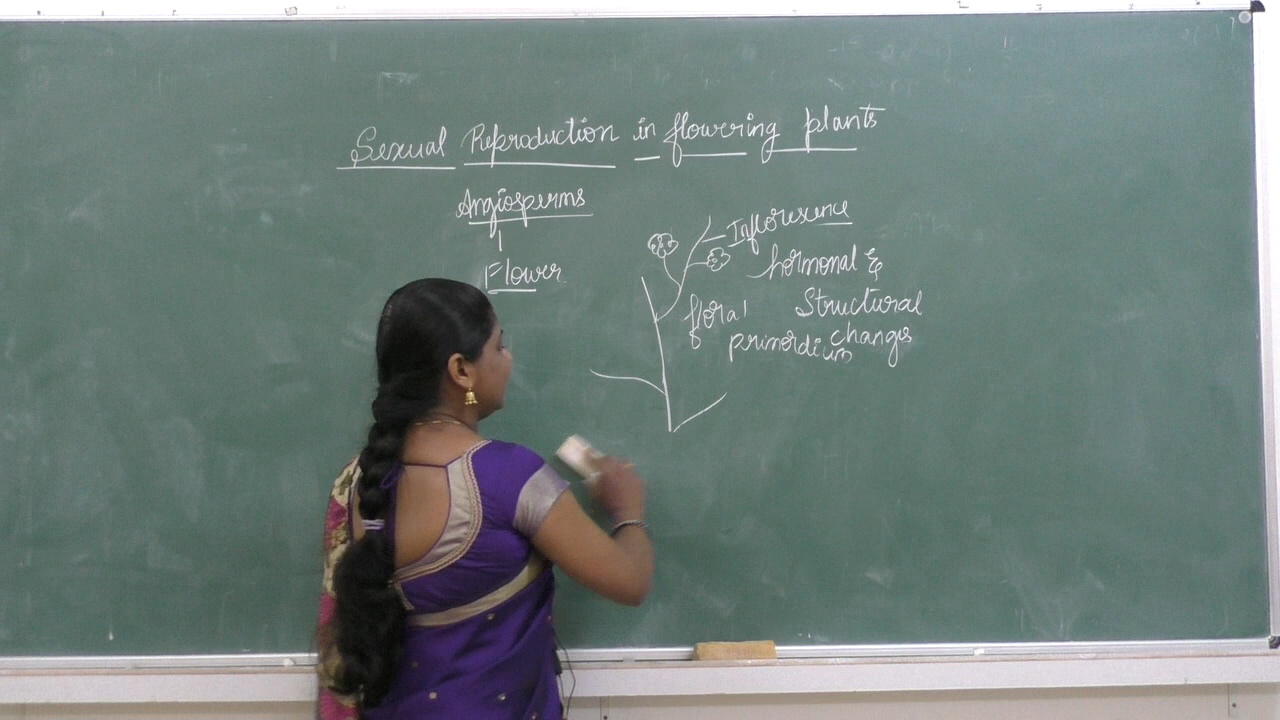 Sexual Reproduction in flowering plants
Angiosperms
Flower
Inflorescence
hormonal &
Structural
changes
floral
primordium